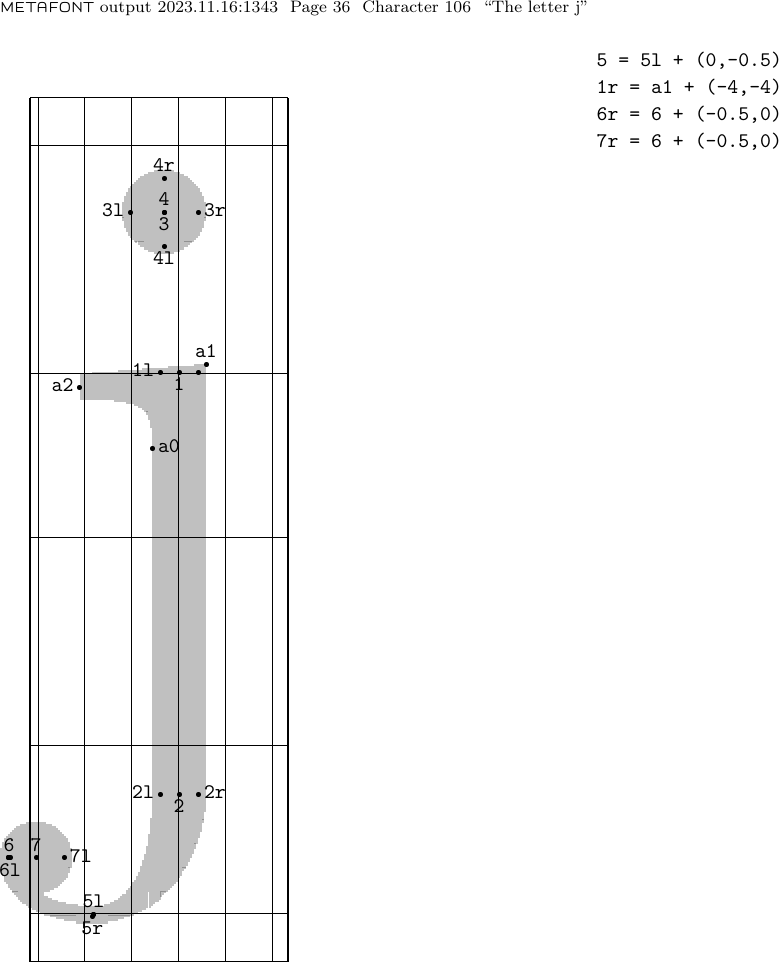 METAFONT output 2023.11.16:1343 Page 36 Character 106 “The letter j”
5 = 5l + (0,-0.5)
1r = a1 + (-4,-4)
6r = 6 + (-0.5,0)
7r = 6 + (-0.5,0)
4r
4
3l 3r
3
4l
a1
1l
a2 1
a0
2l 2r
2
6 7
7l
6l
5l
5r